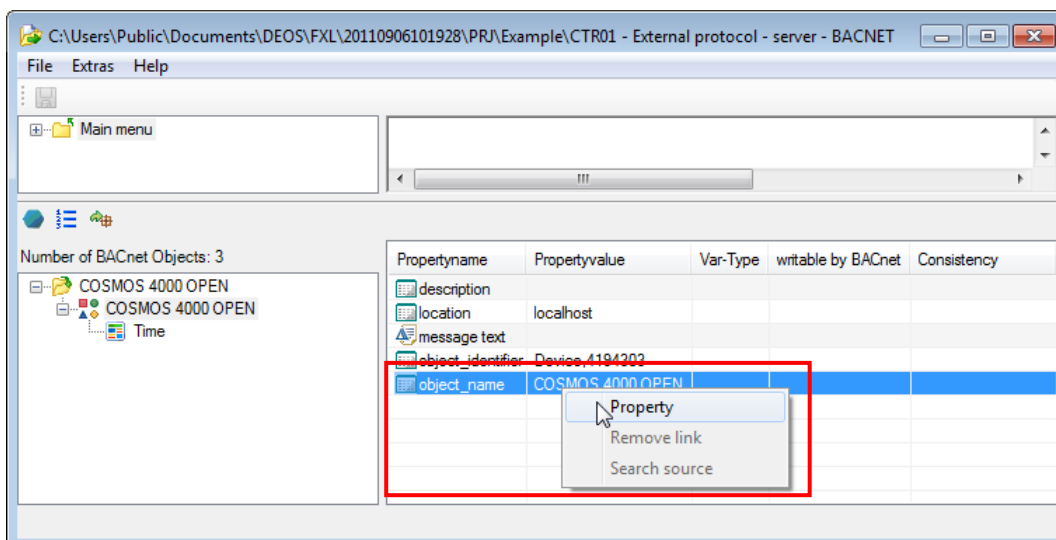 C:\Users\Public\Documents\DEOS\FXL\20110906101928\PRJ\Example\CTR01 - External protocol - server - BACNET
File Extras Help
Main menu
Number of BACnet Objects: 3
COSMOS 4000 OPEN
COSMOS 4000 OPEN
Time
Propertyname Propertyvalue Var-Type writable by BACnet Consistency
description
location localhost
message text
object_identifier Device,4194303
object_name COSMOS 4000 OPEN
Property
Remove link
Search source